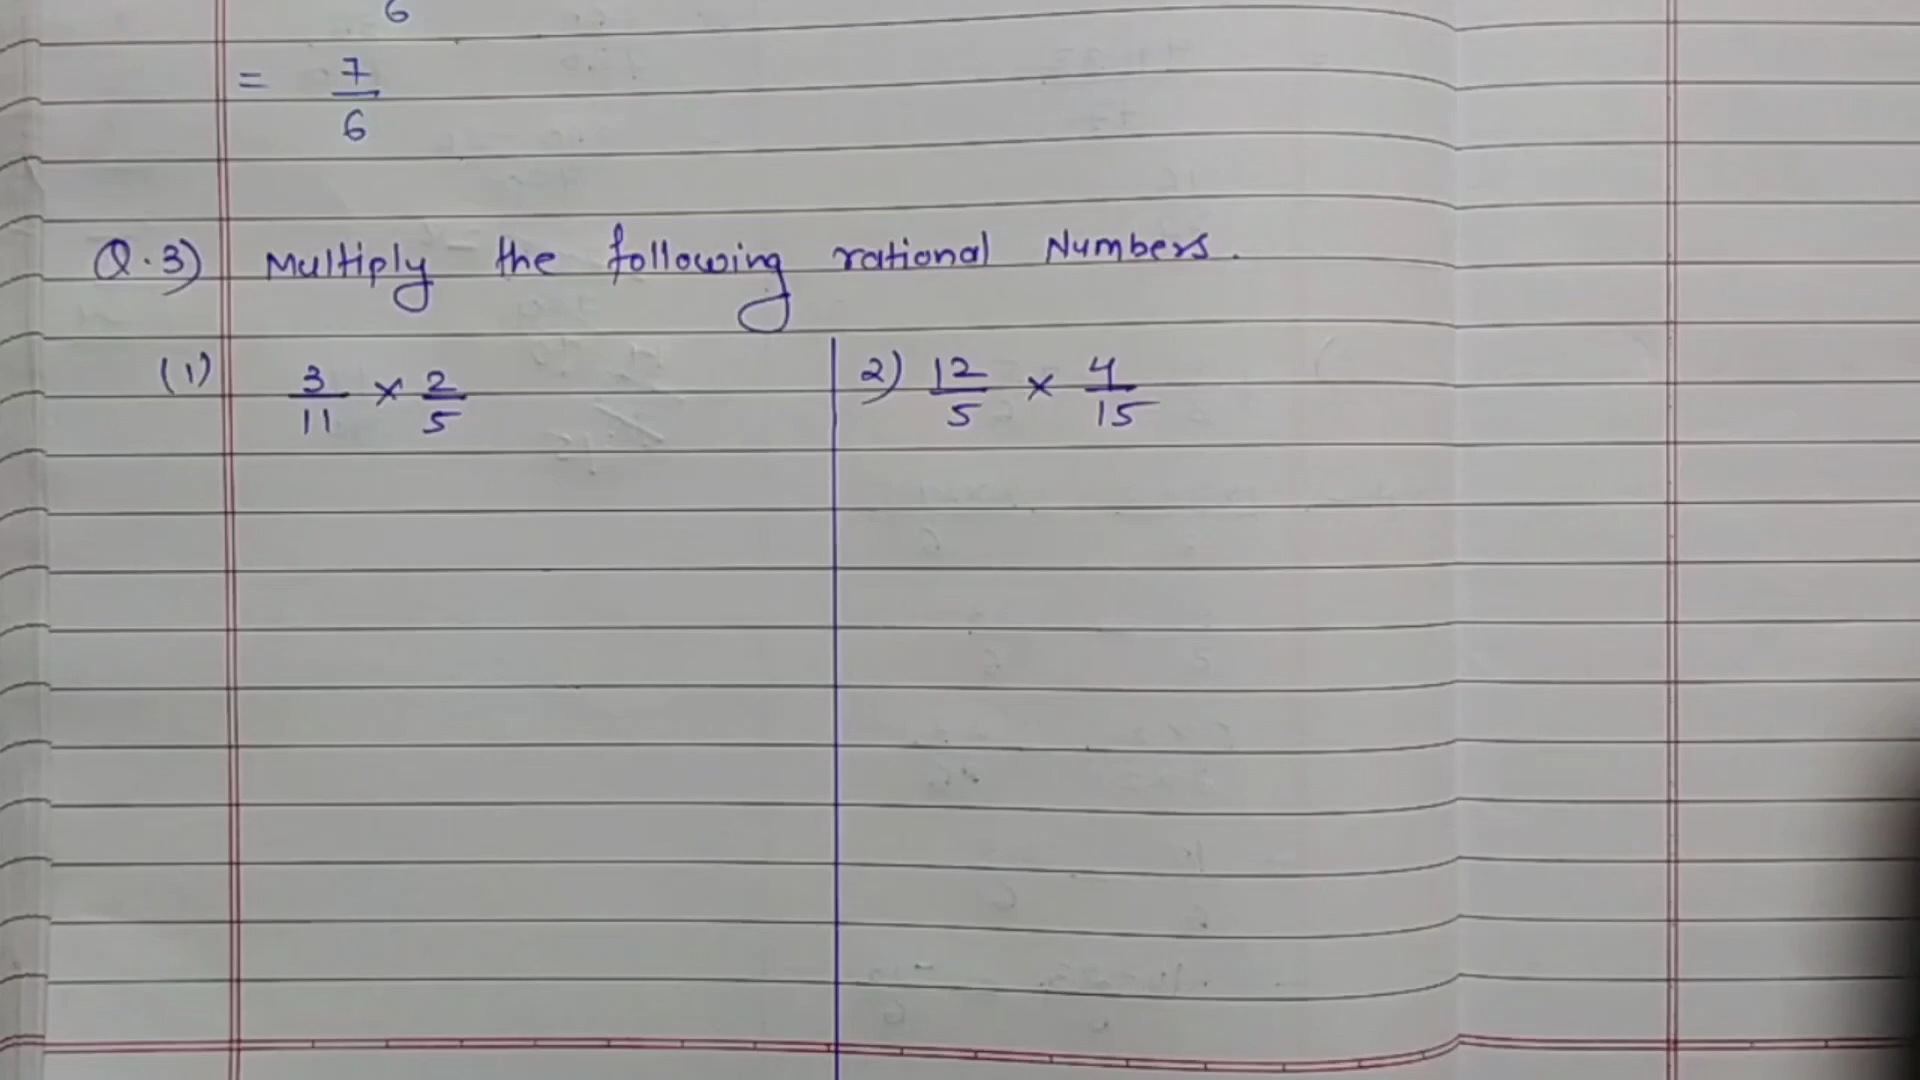 6
= 7/6
Q.3) Multiply the following rational Numbers.
(1) 3/11 × 2/5
2) 12/5 × 4/15